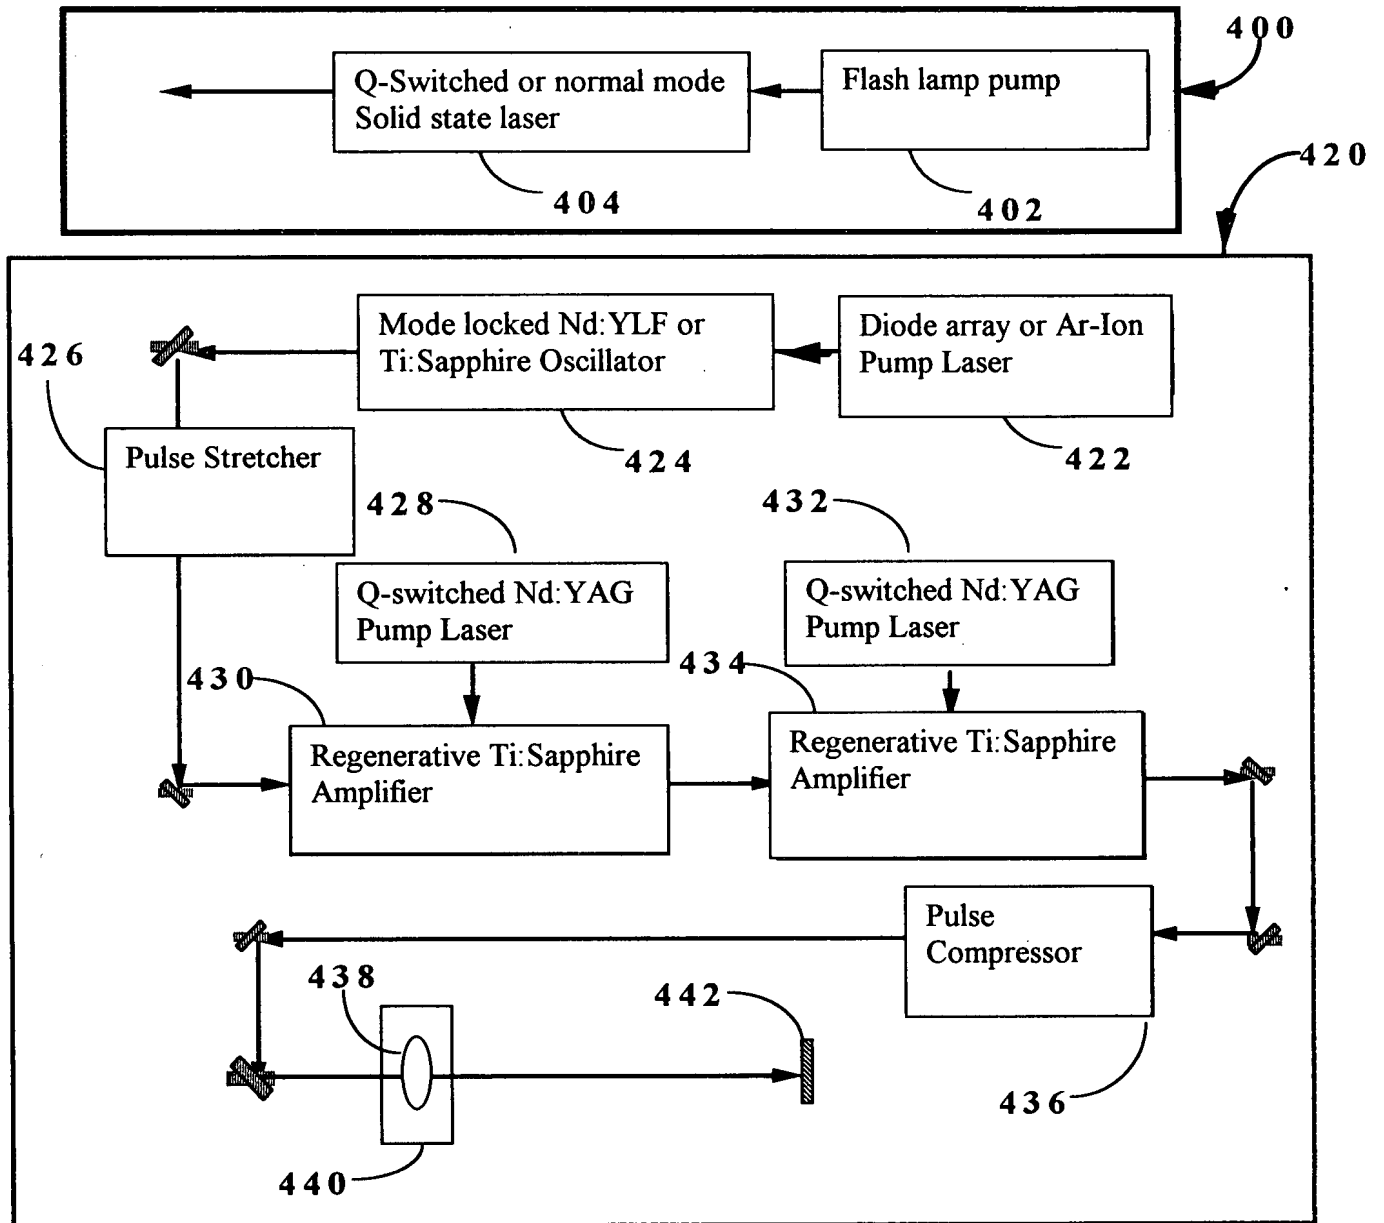 400
Q-Switched or normal mode
Solid state laser
Flash lamp pump
404
402
420
Mode locked Nd:YLF or
Ti:Sapphire Oscillator
Diode array or Ar-Ion
Pump Laser
426
424
422
Pulse Stretcher
428
432
Q-switched Nd:YAG
Pump Laser
Q-switched Nd:YAG
Pump Laser
430
434
Regenerative Ti:Sapphire
Amplifier
Regenerative Ti:Sapphire
Amplifier
Pulse
Compressor
438
442
436
440